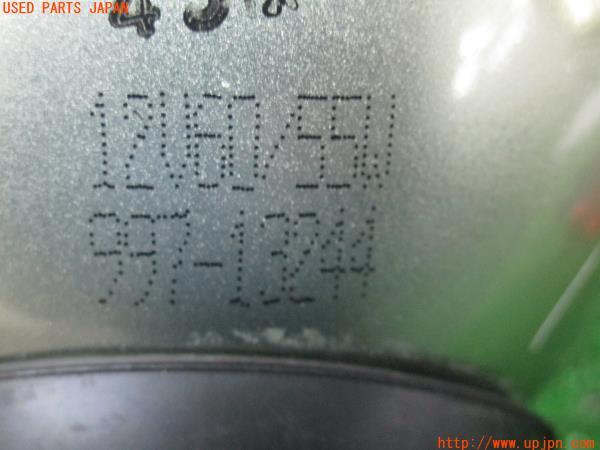 USED PARTS JAPAN
12V60/55W
997-13244
http://www.upjpn.com/